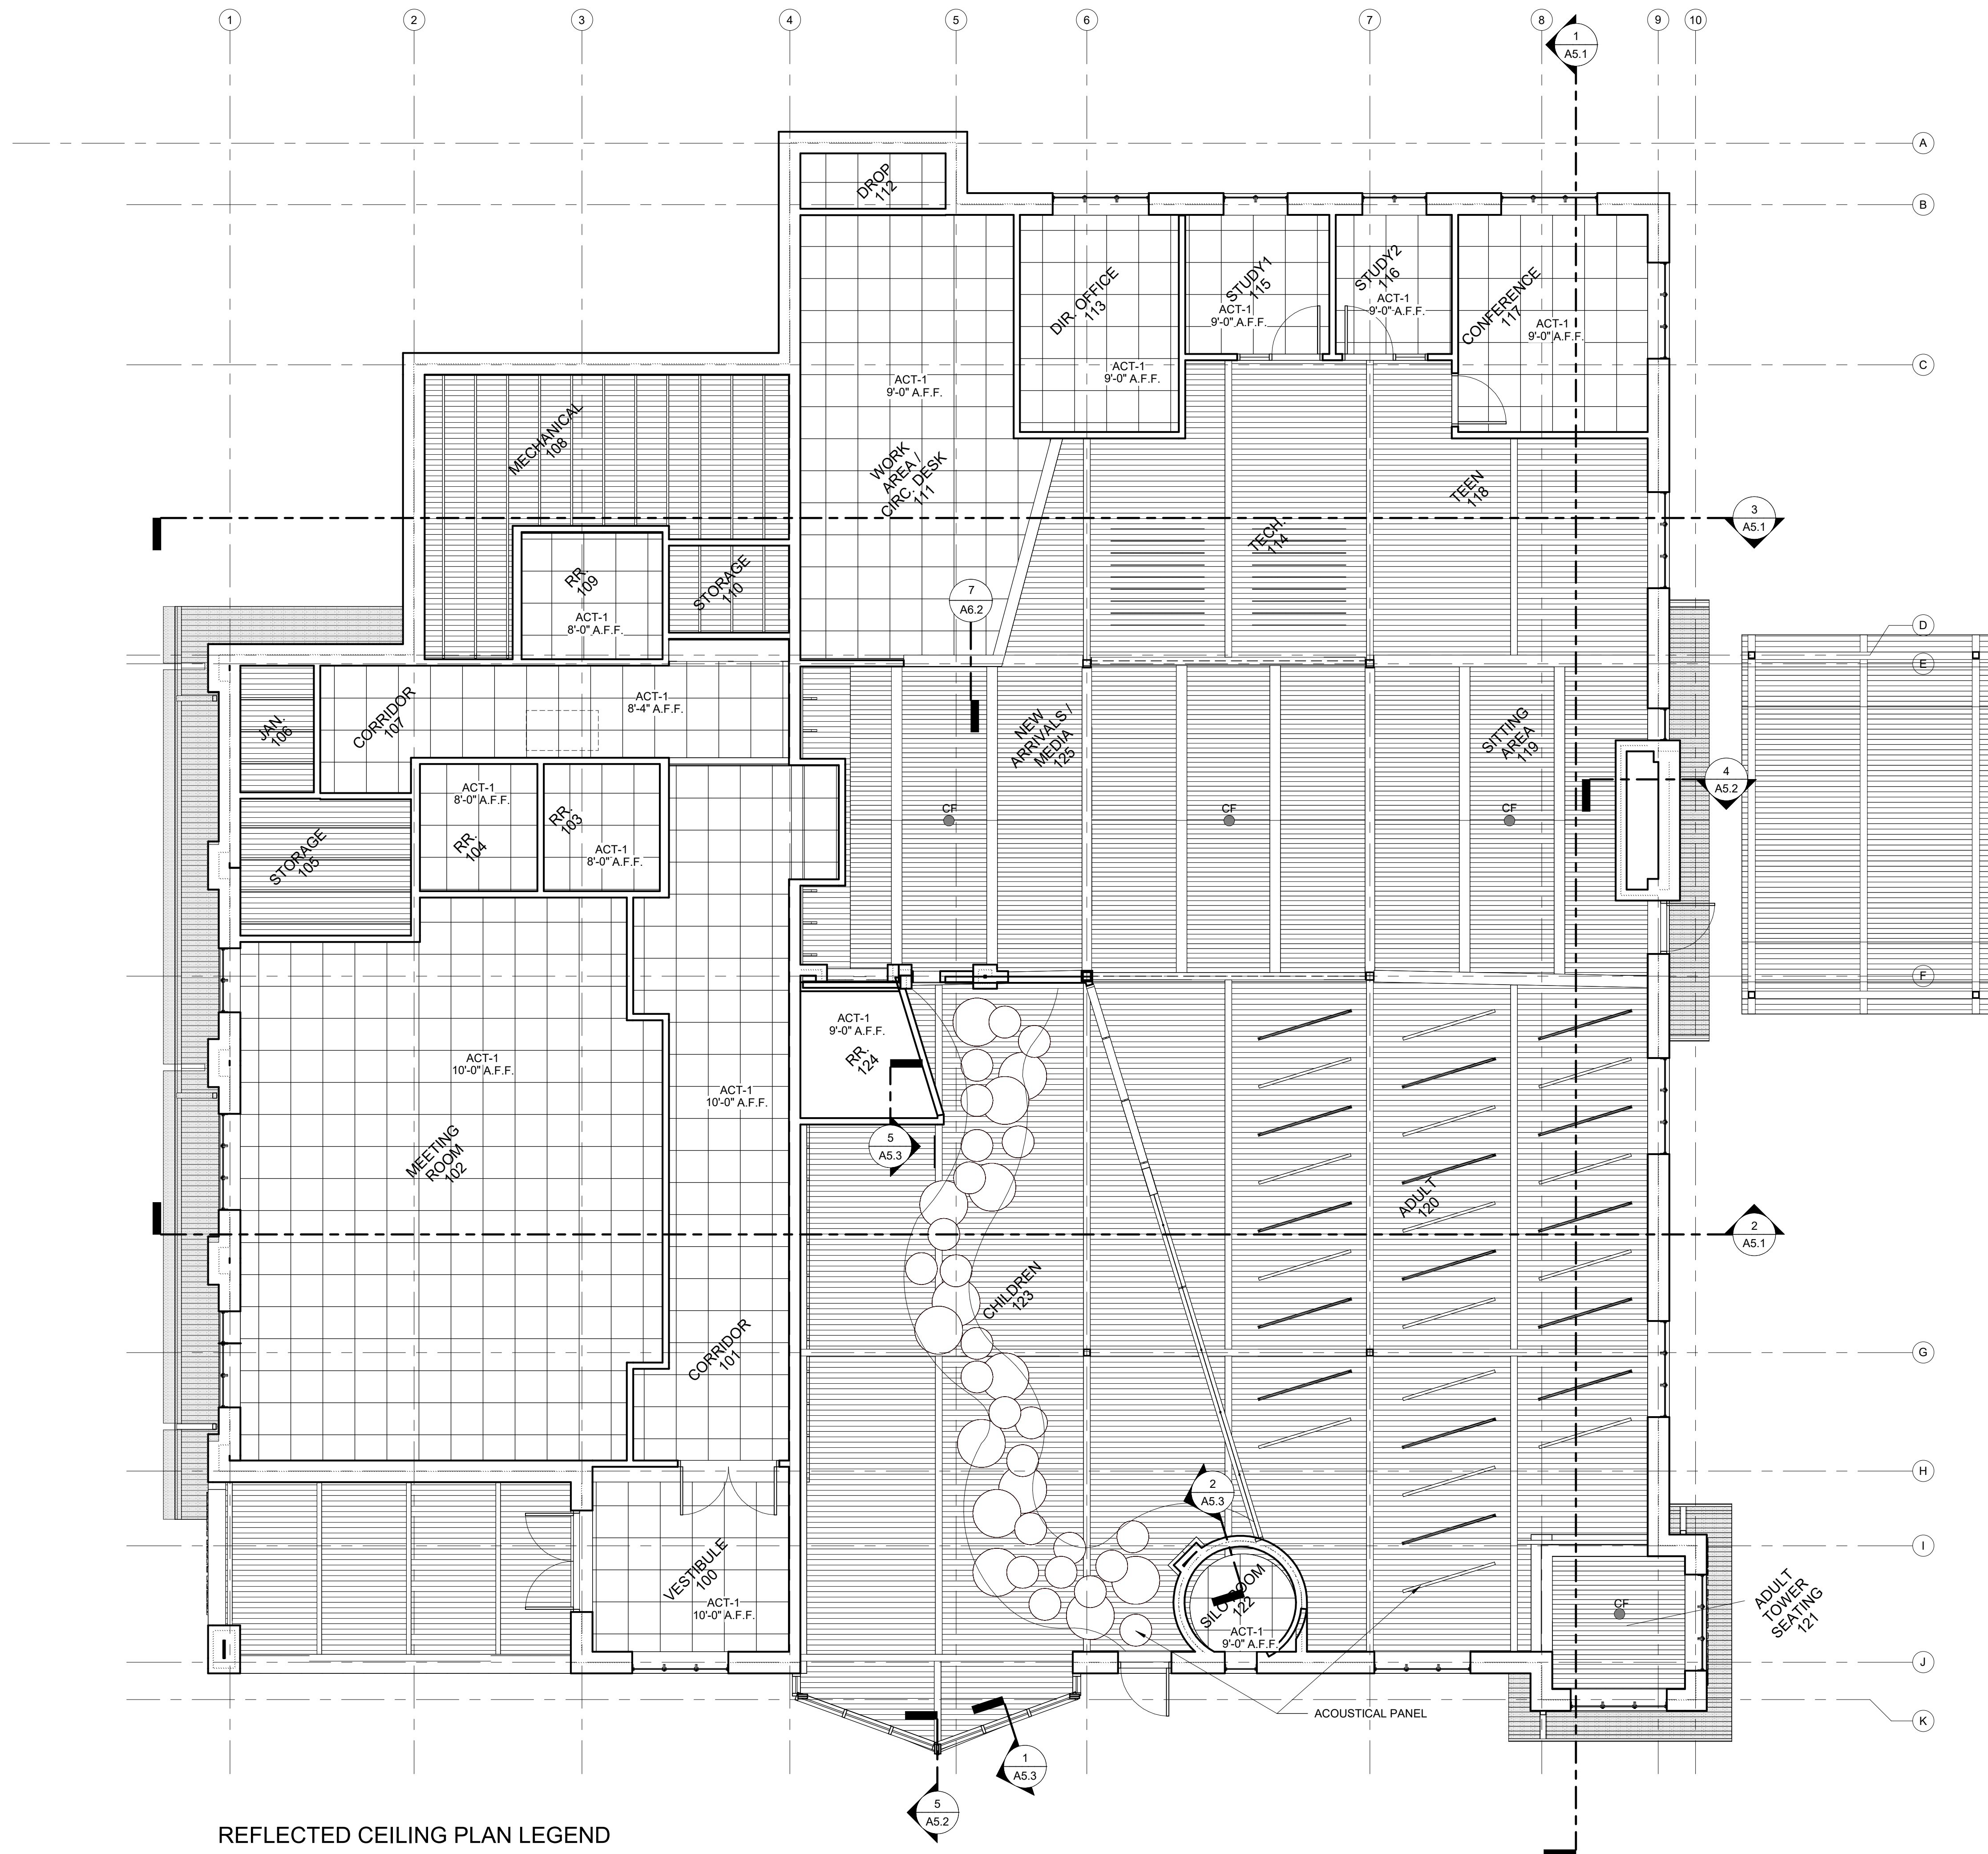 1
2
3
4
5
6
7
8
9
10
1
A5.1
A
B
DROP
112
DIR. OFFICE
113
ACT-1
9'-0" A.F.F.
STUDY1
115
ACT-1
9'-0" A.F.F.
STUDY2
116
ACT-1
9'-0" A.F.F.
CONFERENCE
117
ACT-1
9'-0" A.F.F.
C
ACT-1
9'-0" A.F.F.
MECHANICAL
108
WORK
AREA /
CIRC. DESK
111
TEEN
118
TECH.
114
3
A5.1
RR.
109
ACT-1
8'-0" A.F.F.
STORAGE
110
7
A6.2
D
E
JAN.
106
CORRIDOR
107
ACT-1
8'-4" A.F.F.
NEW
ARRIVALS /
MEDIA
125
SITTING
AREA
119
4
A5.2
ACT-1
8'-0" A.F.F.
RR.
104
RR.
103
ACT-1
8'-0" A.F.F.
STORAGE
105
CF
CF
CF
F
ACT-1
9'-0" A.F.F.
RR.
124
ACT-1
10'-0" A.F.F.
ACT-1
10'-0" A.F.F.
5
A5.3
MEETING
ROOM
102
ADULT
120
2
A5.1
CHILDREN
123
CORRIDOR
101
G
H
2
A5.3
I
VESTIBULE
100
ACT-1
10'-0" A.F.F.
SILO ROOM
122
ACT-1
9'-0" A.F.F.
CF
ADULT
TOWER
SEATING
121
J
K
ACOUSTICAL PANEL
1
A5.3
5
A5.2
REFLECTED CEILING PLAN LEGEND